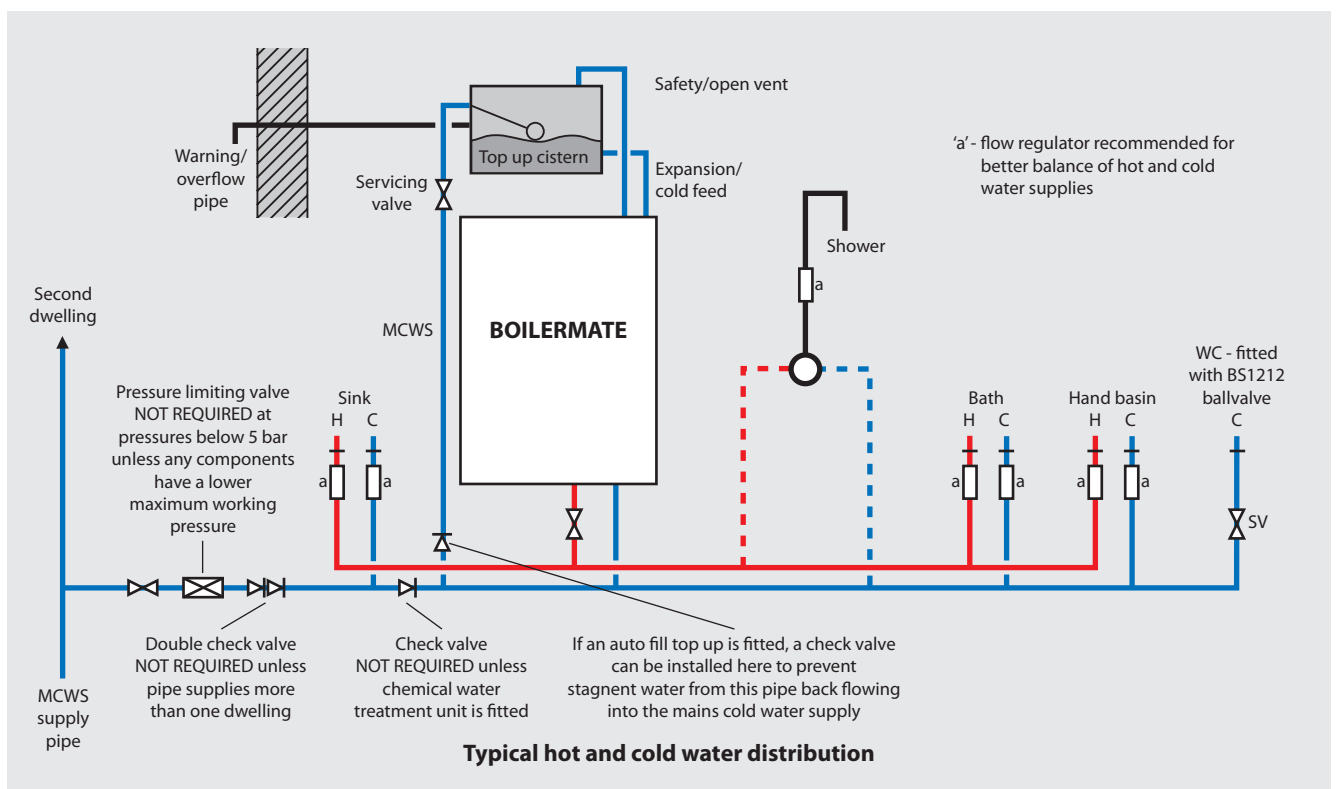 Safety/open vent
'a' - flow regulator recommended for
better balance of hot and cold
water supplies
Warning/
overflow
pipe
Top up cistern
Servicing
valve
Expansion/
cold feed
Shower
a
Second
dwelling
MCWS
BOILERMATE
Pressure limiting valve
NOT REQUIRED at
pressures below 5 bar
unless any components
have a lower
maximum working
pressure
Sink
H C
a a
Bath
H C
a a
Hand basin
H C
a a
WC - fitted
with BS1212
ballvalve
C
SV
Double check valve
NOT REQUIRED unless
pipe supplies more
than one dwelling
Check valve
NOT REQUIRED unless
chemical water
treatment unit is fitted
If an auto fill top up is fitted, a check valve
can be installed here to prevent
stagnent water from this pipe back flowing
into the mains cold water supply
MCWS
supply
pipe
Typical hot and cold water distribution